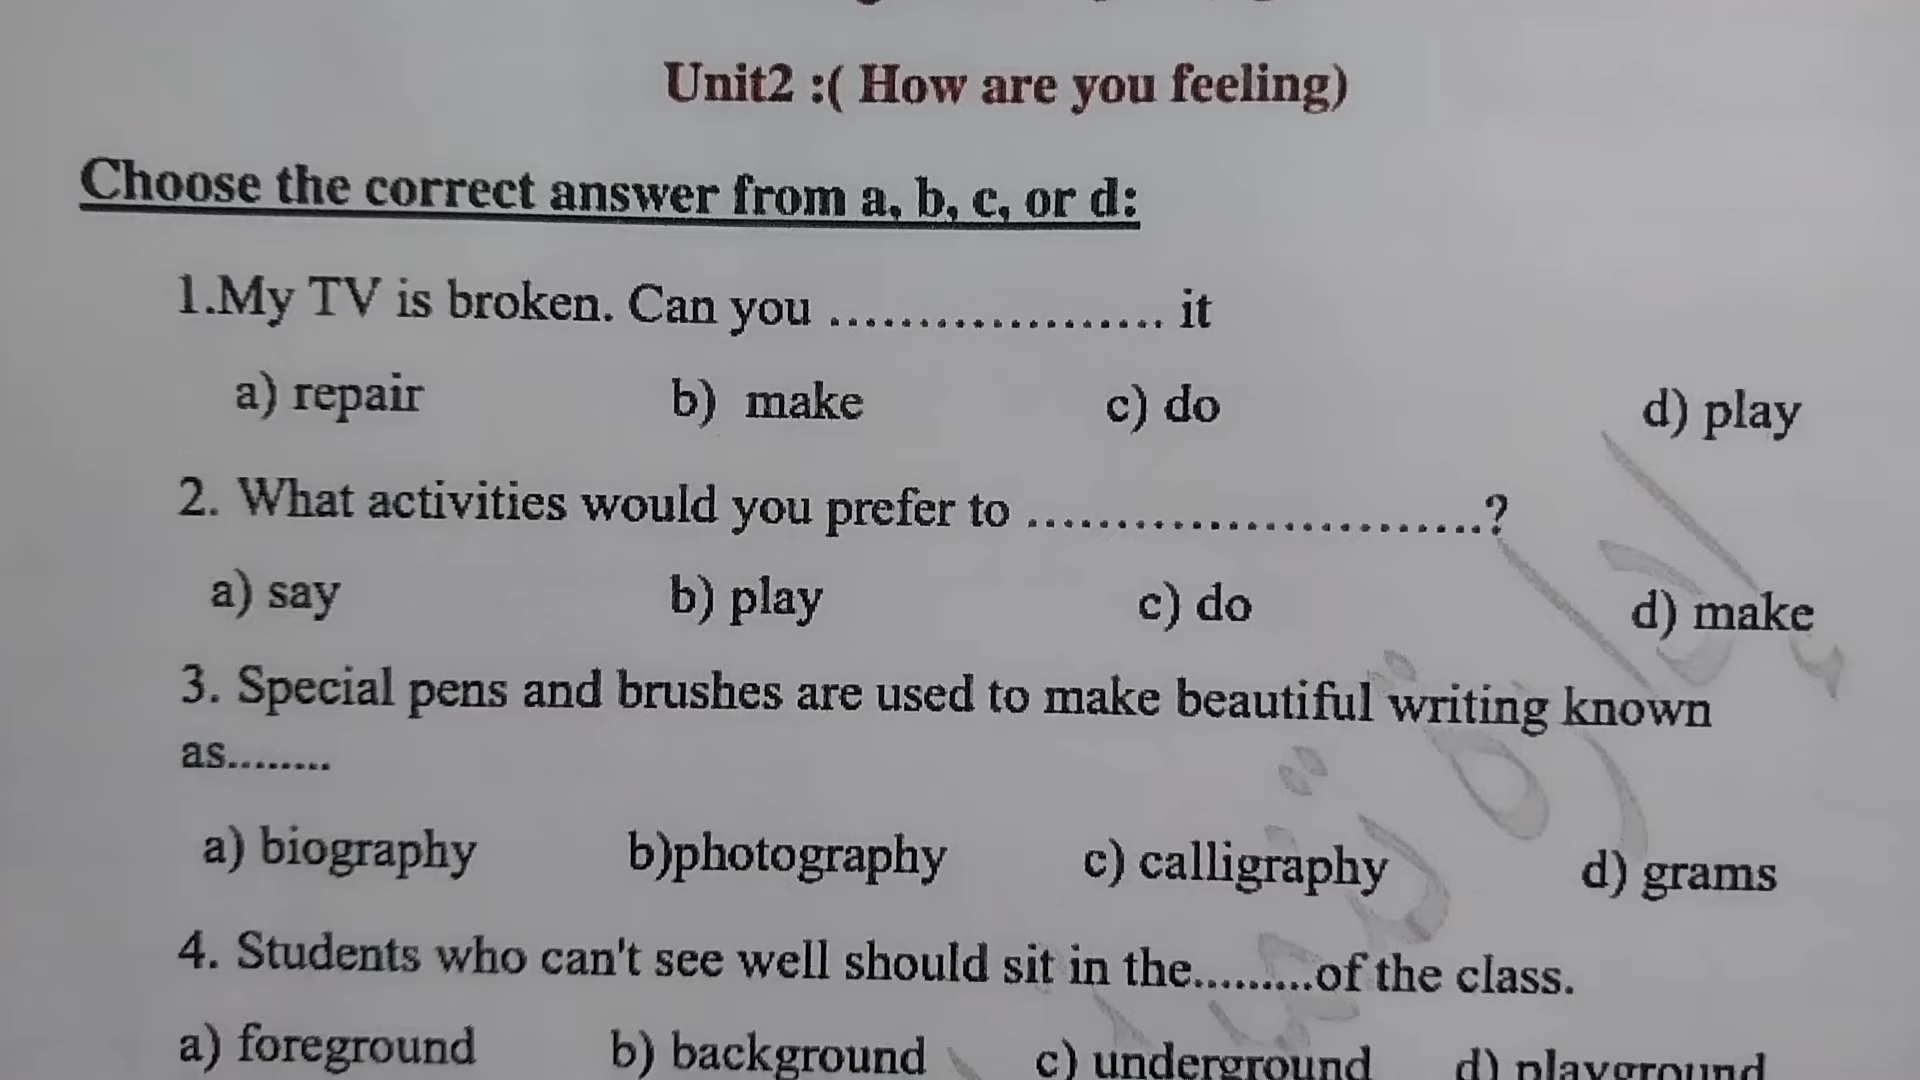 Unit2 :( How are you feeling)
Choose the correct answer from a, b, c, or d:
1.My TV is broken. Can you ................... it
a) repair b) make c) do d) play
2. What activities would you prefer to ..........................?
a) say b) play c) do d) make
3. Special pens and brushes are used to make beautiful writing known
as........
a) biography b)photography c) calligraphy d) grams
4. Students who can't see well should sit in the.........of the class.
a) foreground b) background c) underground d) playground